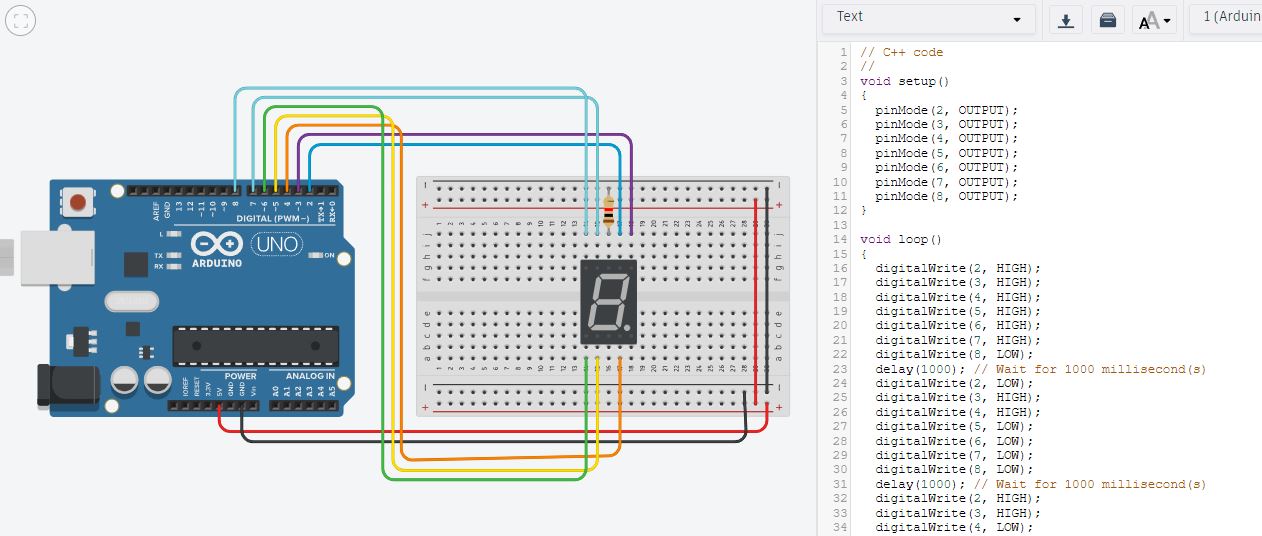 Text
1 (Arduin
1 // C++ code
2 //
3 void setup()
4 {
5 pinMode(2, OUTPUT);
6 pinMode(3, OUTPUT);
7 pinMode(4, OUTPUT);
8 pinMode(5, OUTPUT);
9 pinMode(6, OUTPUT);
10 pinMode(7, OUTPUT);
11 pinMode(8, OUTPUT);
12 }
13
14 void loop()
15 {
16 digitalWrite(2, HIGH);
17 digitalWrite(3, HIGH);
18 digitalWrite(4, HIGH);
19 digitalWrite(5, HIGH);
20 digitalWrite(6, HIGH);
21 digitalWrite(7, HIGH);
22 digitalWrite(8, LOW);
23 delay(1000); // Wait for 1000 millisecond(s)
24 digitalWrite(2, LOW);
25 digitalWrite(3, LOW);
26 digitalWrite(4, LOW);
27 digitalWrite(5, LOW);
28 digitalWrite(6, LOW);
29 digitalWrite(7, LOW);
30 digitalWrite(8, LOW);
31 delay(1000); // Wait for 1000 millisecond(s)
32 digitalWrite(2, HIGH);
33 digitalWrite(3, HIGH);
34 digitalWrite(4, LOW);
AREF
GND
13
12
~11
~10
~9
8
7
~6
~5
4
~3
2
TX→1
RX←0
DIGITAL (PWM~)
L
TX
RX
ARDUINO
UNO
ON
POWER
ANALOG IN
IOREF
RESET
3.3V
5V
GND
GND
Vin
A0
A1
A2
A3
A4
A5